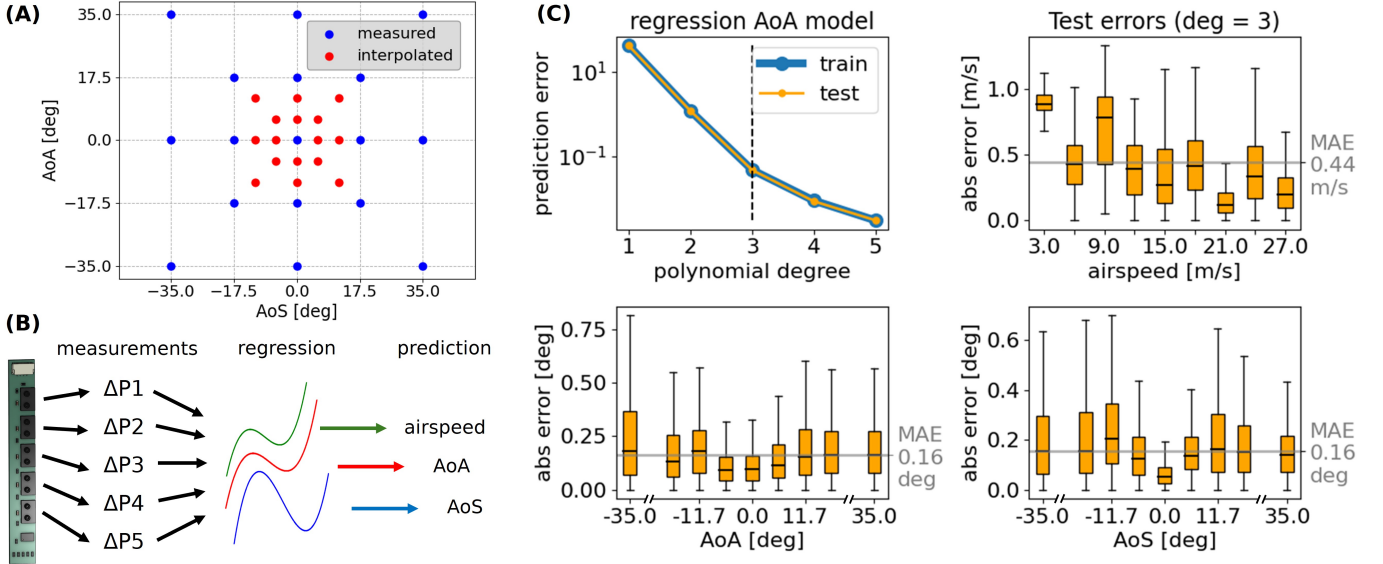 (A)
measured
interpolated
35.0
17.5
0.0
−17.5
−35.0
AoA [deg]
−35.0 −17.5 0.0 17.5 35.0
AoS [deg]
(B)
measurements regression prediction
ΔP1
ΔP2
ΔP3
ΔP4
ΔP5
airspeed
AoA
AoS
(C)
regression AoA model
train
test
prediction error
10¹
10⁻¹
1 2 3 4 5
polynomial degree
Test errors (deg = 3)
abs error [m/s]
1.0
0.5
0.0
MAE
0.44
m/s
3.0 9.0 15.0 21.0 27.0
airspeed [m/s]
abs error [deg]
0.75
0.50
0.25
0.00
MAE
0.16
deg
-35.0 -11.7 0.0 11.7 35.0
AoA [deg]
abs error [deg]
0.6
0.4
0.2
0.0
MAE
0.16
deg
-35.0 -11.7 0.0 11.7 35.0
AoS [deg]